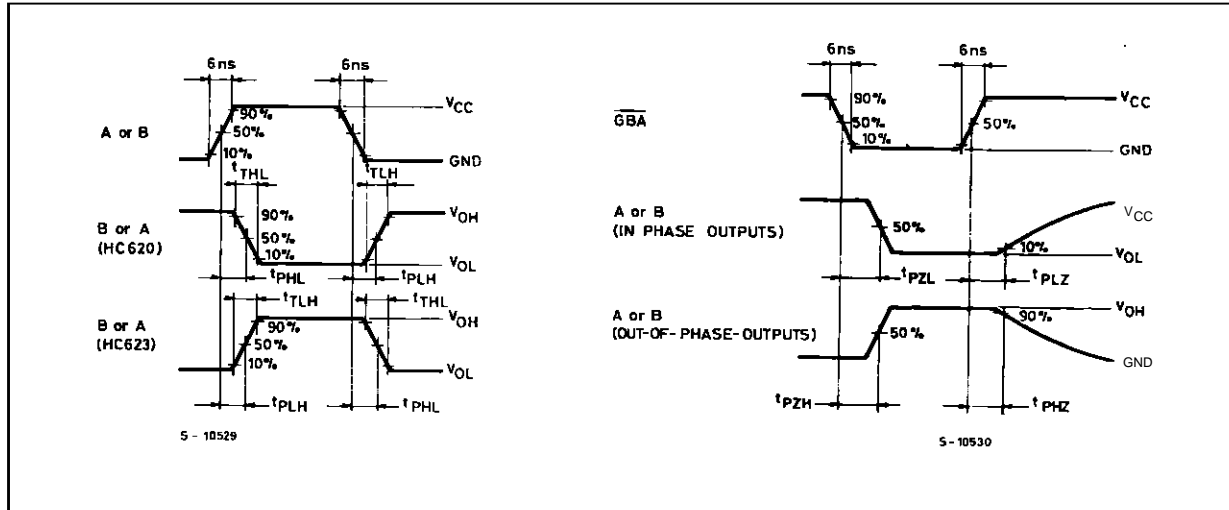 6ns 6ns
VCC
90%
50%
10%
A or B
GND
tTHL tTLH
VOH
90%
50%
10%
B or A
(HC620)
VOL
tPHL tPLH
tTLH tTHL
VOH
90%
50%
10%
B or A
(HC623)
VOL
tPLH tPHL
S - 10529
6ns 6ns
VCC
90%
50% 50%
10%
GBA
GND
A or B
(IN PHASE OUTPUTS)
VCC
50%
10%
VOL
tPZL tPLZ
VOH
90%
A or B
(OUT-OF-PHASE-OUTPUTS)
50%
GND
tPZH tPHZ
S - 10530